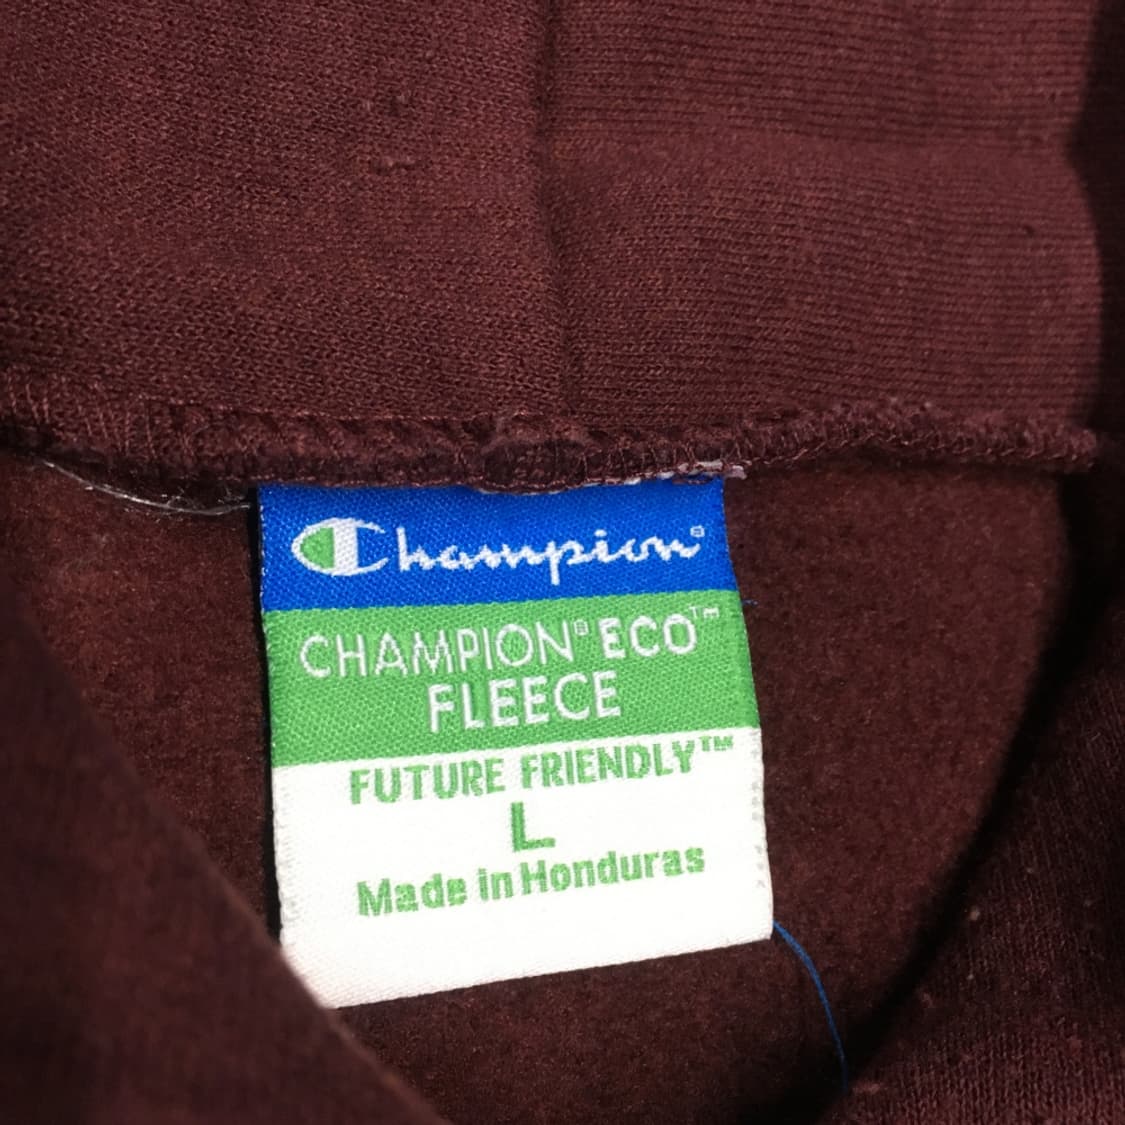 Champion®
CHAMPION® ECO™
FLEECE
FUTURE FRIENDLY™
L
Made in Honduras